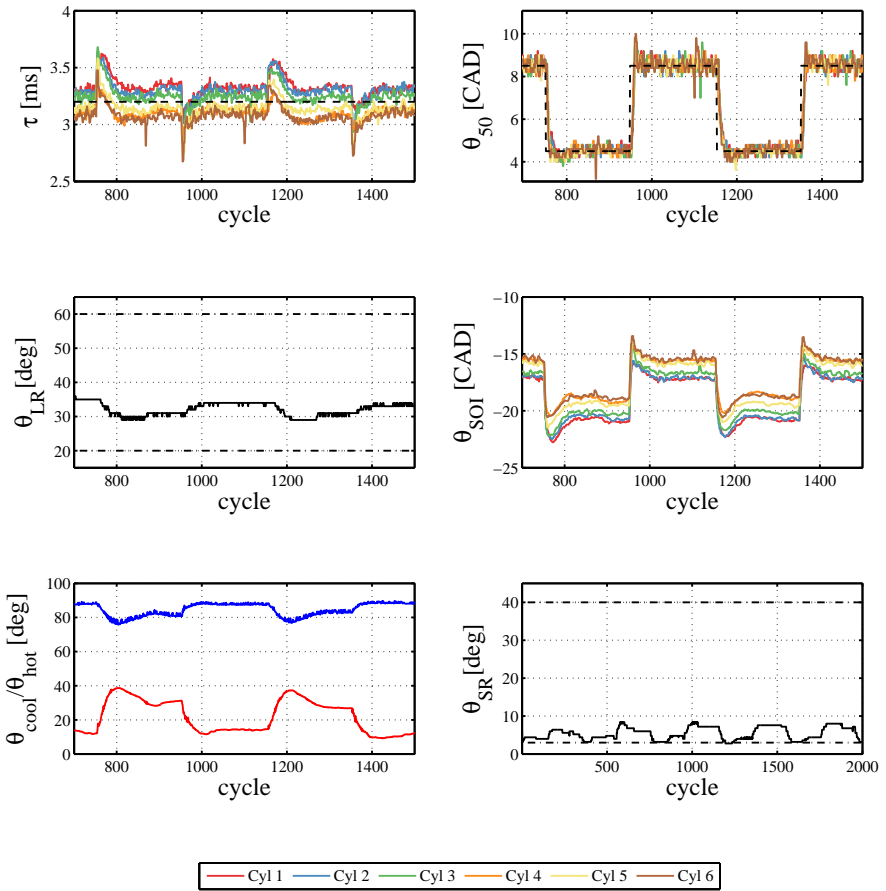 4
3.5
3
2.5
τ [ms]
800 1000 1200 1400
cycle
10
8
6
4
θ50 [CAD]
800 1000 1200 1400
cycle
60
50
40
30
20
θLR [deg]
800 1000 1200 1400
cycle
−10
−15
−20
−25
θSOI [CAD]
800 1000 1200 1400
cycle
100
80
60
40
20
0
θcool/θhot [deg]
800 1000 1200 1400
cycle
40
30
20
10
0
θSR [deg]
500 1000 1500 2000
cycle
Cyl 1 Cyl 2 Cyl 3 Cyl 4 Cyl 5 Cyl 6